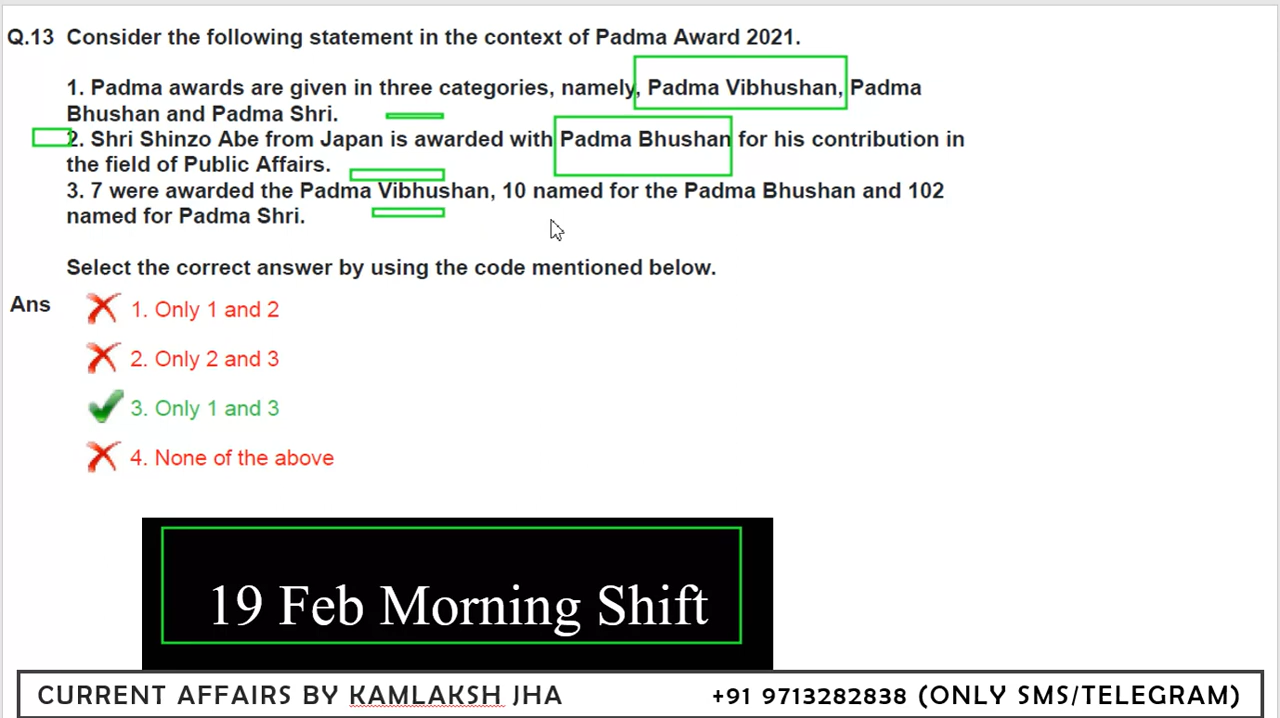 Q.13 Consider the following statement in the context of Padma Award 2021.
1. Padma awards are given in three categories, namely, Padma Vibhushan, Padma
Bhushan and Padma Shri.
2. Shri Shinzo Abe from Japan is awarded with Padma Bhushan for his contribution in
the field of Public Affairs.
3. 7 were awarded the Padma Vibhushan, 10 named for the Padma Bhushan and 102
named for Padma Shri.
Select the correct answer by using the code mentioned below.
Ans 1. Only 1 and 2
2. Only 2 and 3
3. Only 1 and 3
4. None of the above
19 Feb Morning Shift
CURRENT AFFAIRS BY KAMLAKSH JHA +91 9713282838 (ONLY SMS/TELEGRAM)